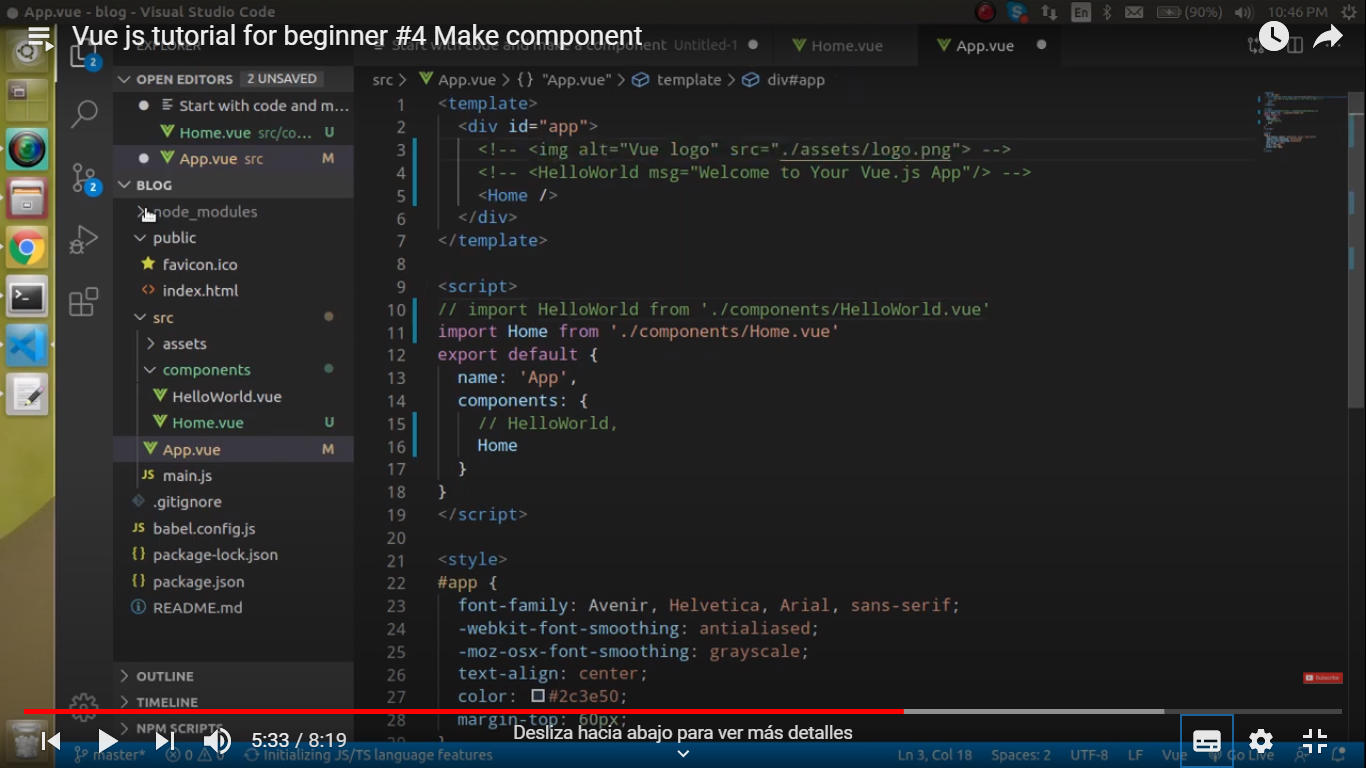 App.vue - blog - Visual Studio Code
En
(90%)
10:46 PM
Vue js tutorial for beginner #4 Make component
EXPLORER
Start with code and make a component Untitled-1
Home.vue
App.vue
2
OPEN EDITORS 2 UNSAVED
Start with code and m...
Home.vue src/co... U
App.vue src M
2
BLOG
node_modules
public
favicon.ico
index.html
src
assets
components
HelloWorld.vue
Home.vue U
App.vue M
JS main.js
.gitignore
JS babel.config.js
{} package-lock.json
{} package.json
README.md
OUTLINE
TIMELINE
NPM SCRIPTS
src > App.vue > {} "App.vue" > template > div#app
1 <template>
2 <div id="app">
3 <!-- <img alt="Vue logo" src="./assets/logo.png"> -->
4 <!-- <HelloWorld msg="Welcome to Your Vue.js App"/> -->
5 <Home />
6 </div>
7 </template>
8
9 <script>
10 // import HelloWorld from './components/HelloWorld.vue'
11 import Home from './components/Home.vue'
12 export default {
13 name: 'App',
14 components: {
15 // HelloWorld,
16 Home
17 }
18 }
19 </script>
20
21 <style>
22 #app {
23 font-family: Avenir, Helvetica, Arial, sans-serif;
24 -webkit-font-smoothing: antialiased;
25 -moz-osx-font-smoothing: grayscale;
26 text-align: center;
27 color: #2c3e50;
28 margin-top: 60px;
Subscribe
5:33 / 8:19
Desliza hacia abajo para ver más detalles
master* 0 0 Initializing JS/TS language features
Ln 3, Col 18 Spaces: 2 UTF-8 LF Vue Go Live